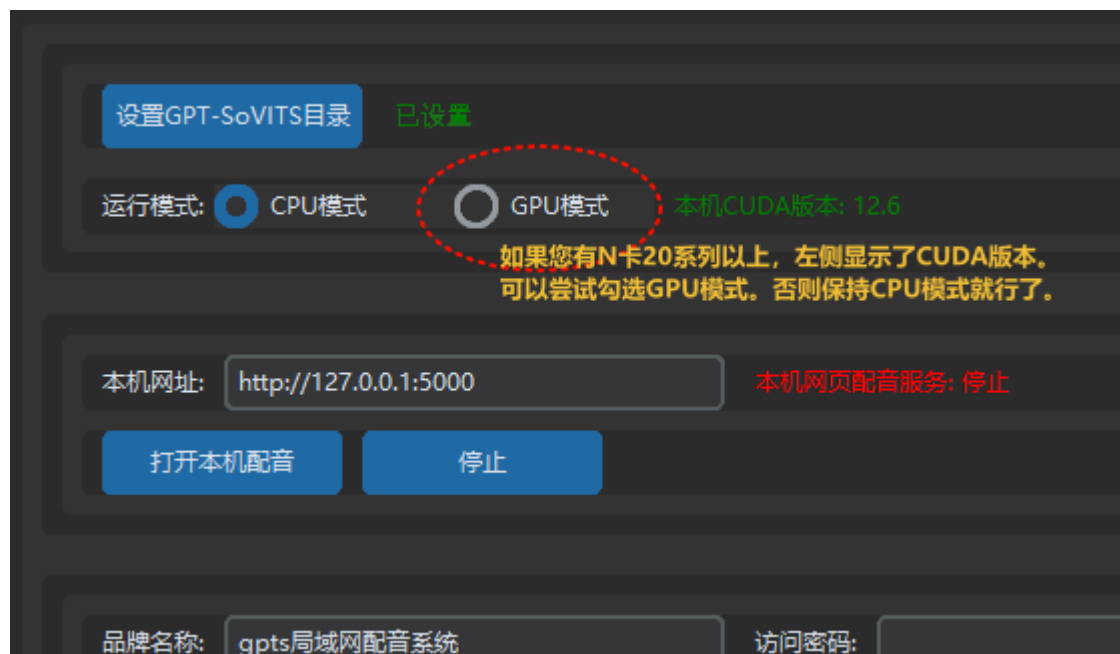 设置GPT-SoVITS目录 已设置
运行模式: CPU模式 GPU模式 本机CUDA版本: 12.6
如果您有N卡20系列以上，左侧显示了CUDA版本。
可以尝试勾选GPU模式。否则保持CPU模式就行了。
本机网址: http://127.0.0.1:5000 本机网页配音服务: 停止
打开本机配音 停止
品牌名称: gpts局域网配音系统 访问密码: